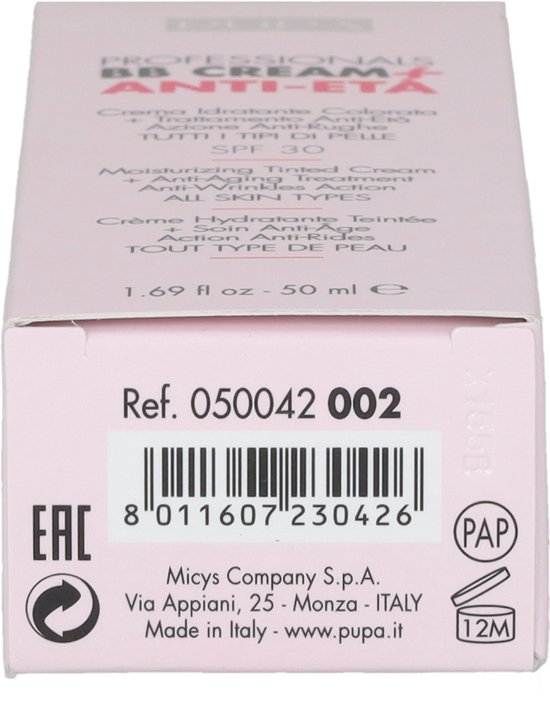 PROFESSIONALS
BB CREAM +
ANTI-ETÀ
Crema Idratante Colorata
+ Trattamento Anti-Età
Azione Anti-Rughe
TUTTI I TIPI DI PELLE
SPF 30
Moisturizing Tinted Cream
+ Anti-Aging Treatment
Anti-Wrinkles Action
ALL SKIN TYPES
Crème Hydratante Teintée
+ Soin Anti-Âge
Action Anti-Rides
TOUT TYPE DE PEAU
1.69 fl oz - 50 ml ℮
Ref. 050042 002
8 011607 230426
EAC
PAP
Micys Company S.p.A.
Via Appiani, 25 - Monza - ITALY
Made in Italy - www.pupa.it
12M